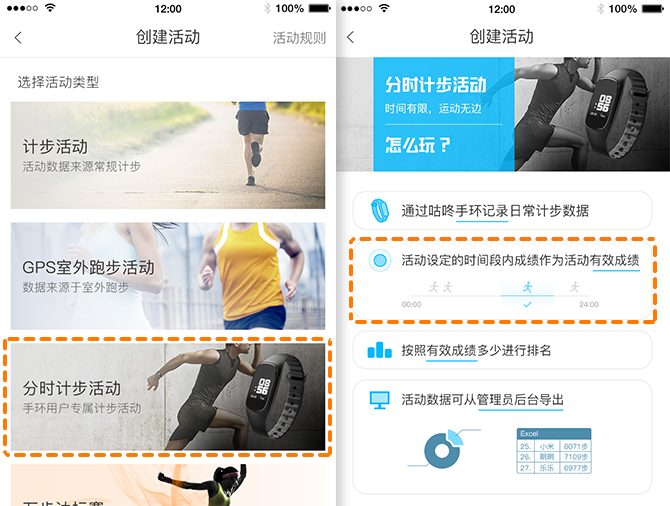 12:00
100%
创建活动
活动规则
选择活动类型
计步活动
活动数据来源常规计步
GPS室外跑步活动
数据来源于室外跑步
分时计步活动
手环用户专属计步活动
12:00
100%
创建活动
分时计步活动
时间有限，运动无边
怎么玩？
通过咕咚手环记录日常计步数据
活动设定的时间段内成绩作为活动有效成绩
00:00
24:00
按照有效成绩多少进行排名
活动数据可从管理员后台导出
Excel
25. 小米 8071步
26. 明明 7109步
27. 乐乐 6977步